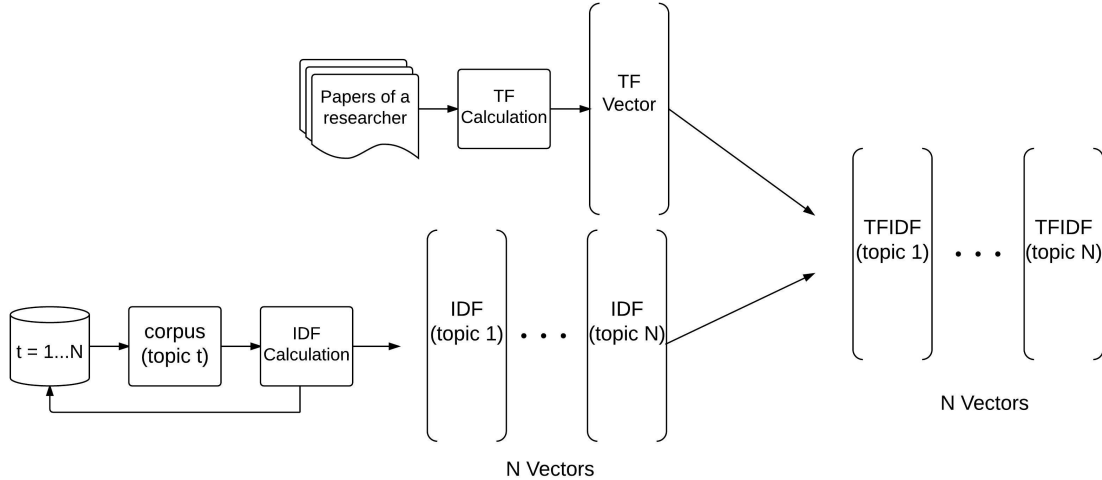 Papers of a
researcher
TF
Calculation
TF
Vector
t = 1...N
corpus
(topic t)
IDF
Calculation
IDF
(topic 1)
. . .
IDF
(topic N)
N Vectors
TFIDF
(topic 1)
. . .
TFIDF
(topic N)
N Vectors